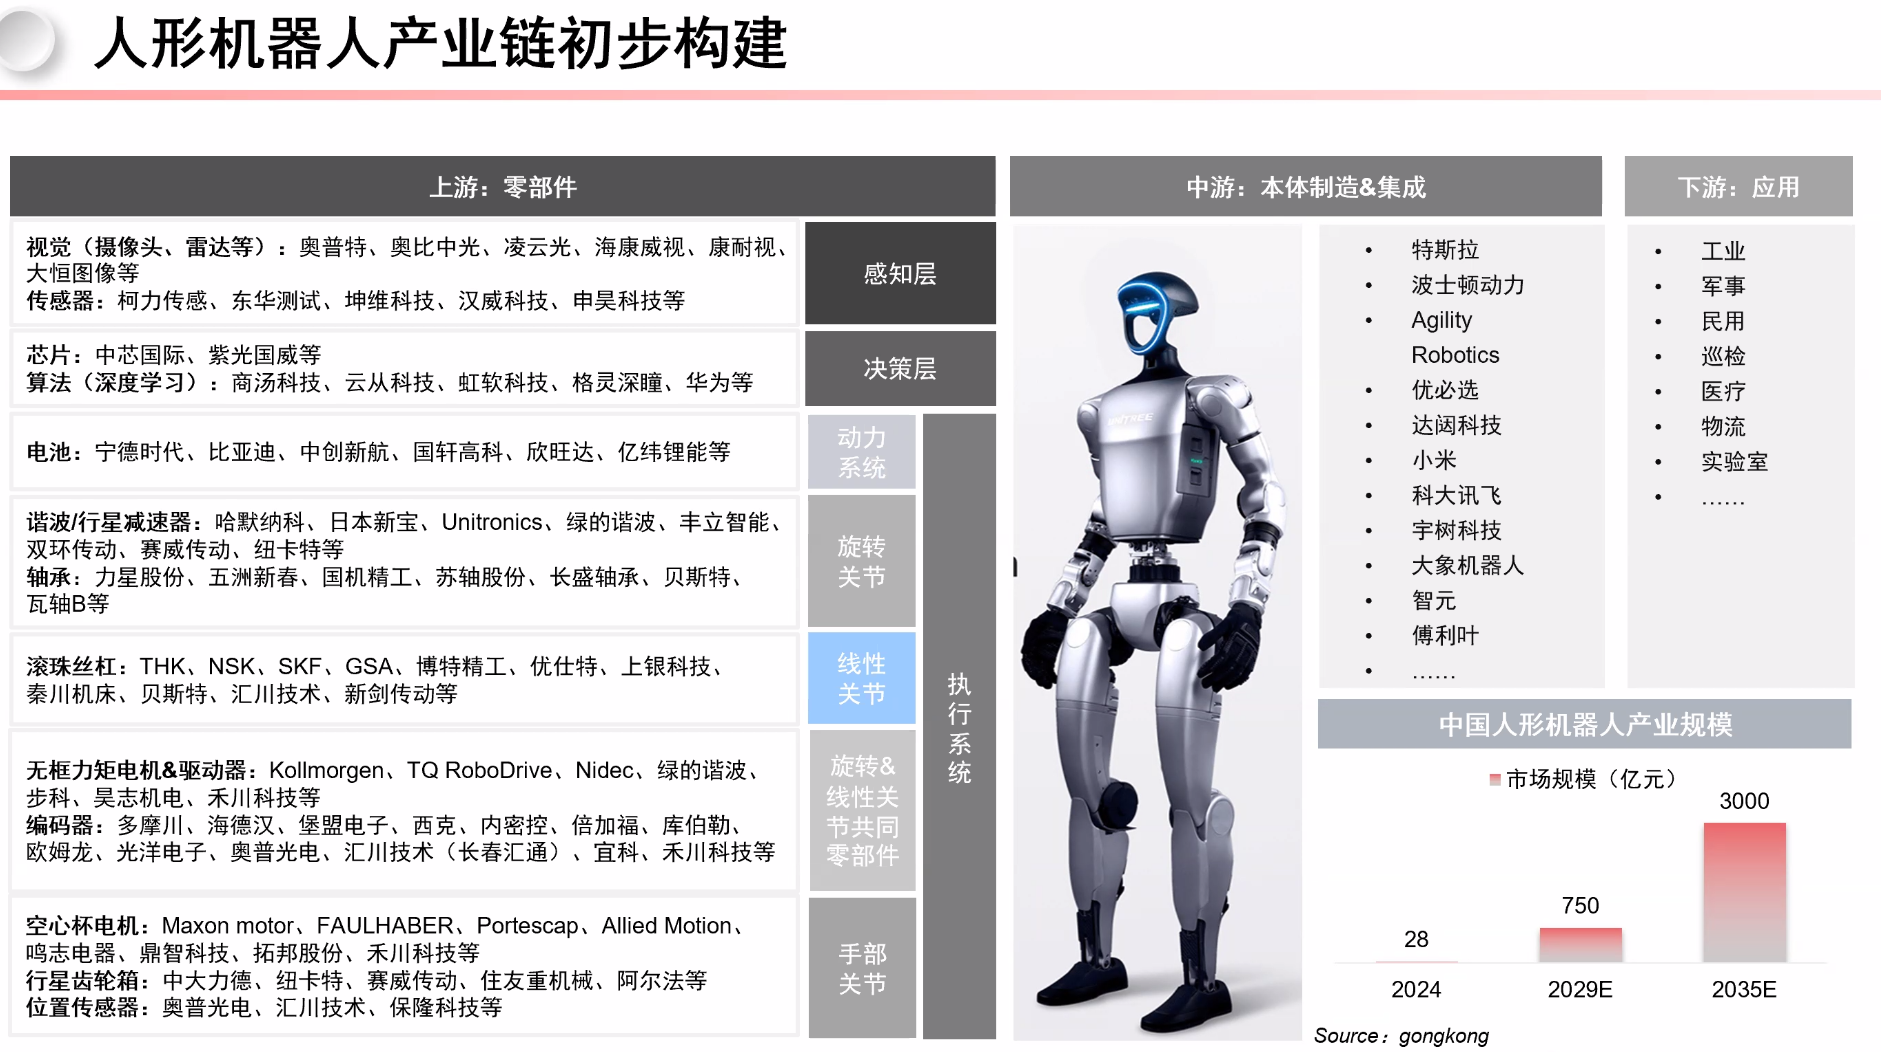 人形机器人产业链初步构建
上游：零部件
视觉（摄像头、雷达等）：奥普特、奥比中光、凌云光、海康威视、康耐视、
大恒图像等
传感器：柯力传感、东华测试、坤维科技、汉威科技、申昊科技等
感知层
芯片：中芯国际、紫光国威等
算法（深度学习）：商汤科技、云从科技、虹软科技、格灵深瞳、华为等
决策层
电池：宁德时代、比亚迪、中创新航、国轩高科、欣旺达、亿纬锂能等
动力
系统
谐波/行星减速器：哈默纳科、日本新宝、Unitronics、绿的谐波、丰立智能、
双环传动、赛威传动、纽卡特等
轴承：力星股份、五洲新春、国机精工、苏轴股份、长盛轴承、贝斯特、
瓦轴B等
旋转
关节
滚珠丝杠：THK、NSK、SKF、GSA、博特精工、优仕特、上银科技、
秦川机床、贝斯特、汇川技术、新剑传动等
线性
关节
无框力矩电机&驱动器：Kollmorgen、TQ RoboDrive、Nidec、绿的谐波、
步科、昊志机电、禾川科技等
编码器：多摩川、海德汉、堡盟电子、西克、内密控、倍加福、库伯勒、
欧姆龙、光洋电子、奥普光电、汇川技术（长春汇通）、宜科、禾川科技等
旋转&
线性关
节共同
零部件
空心杯电机：Maxon motor、FAULHABER、Portescap、Allied Motion、
鸣志电器、鼎智科技、拓邦股份、禾川科技等
行星齿轮箱：中大力德、纽卡特、赛威传动、住友重机械、阿尔法等
位置传感器：奥普光电、汇川技术、保隆科技等
手部
关节
执
行
系
统
中游：本体制造&集成
UNITREE
• 特斯拉
• 波士顿动力
• Agility
Robotics
• 优必选
• 达闼科技
• 小米
• 科大讯飞
• 宇树科技
• 大象机器人
• 智元
• 傅利叶
• ……
下游：应用
• 工业
• 军事
• 民用
• 巡检
• 医疗
• 物流
• 实验室
• ……
中国人形机器人产业规模
市场规模（亿元）
28
750
3000
2024
2029E
2035E
Source：gongkong